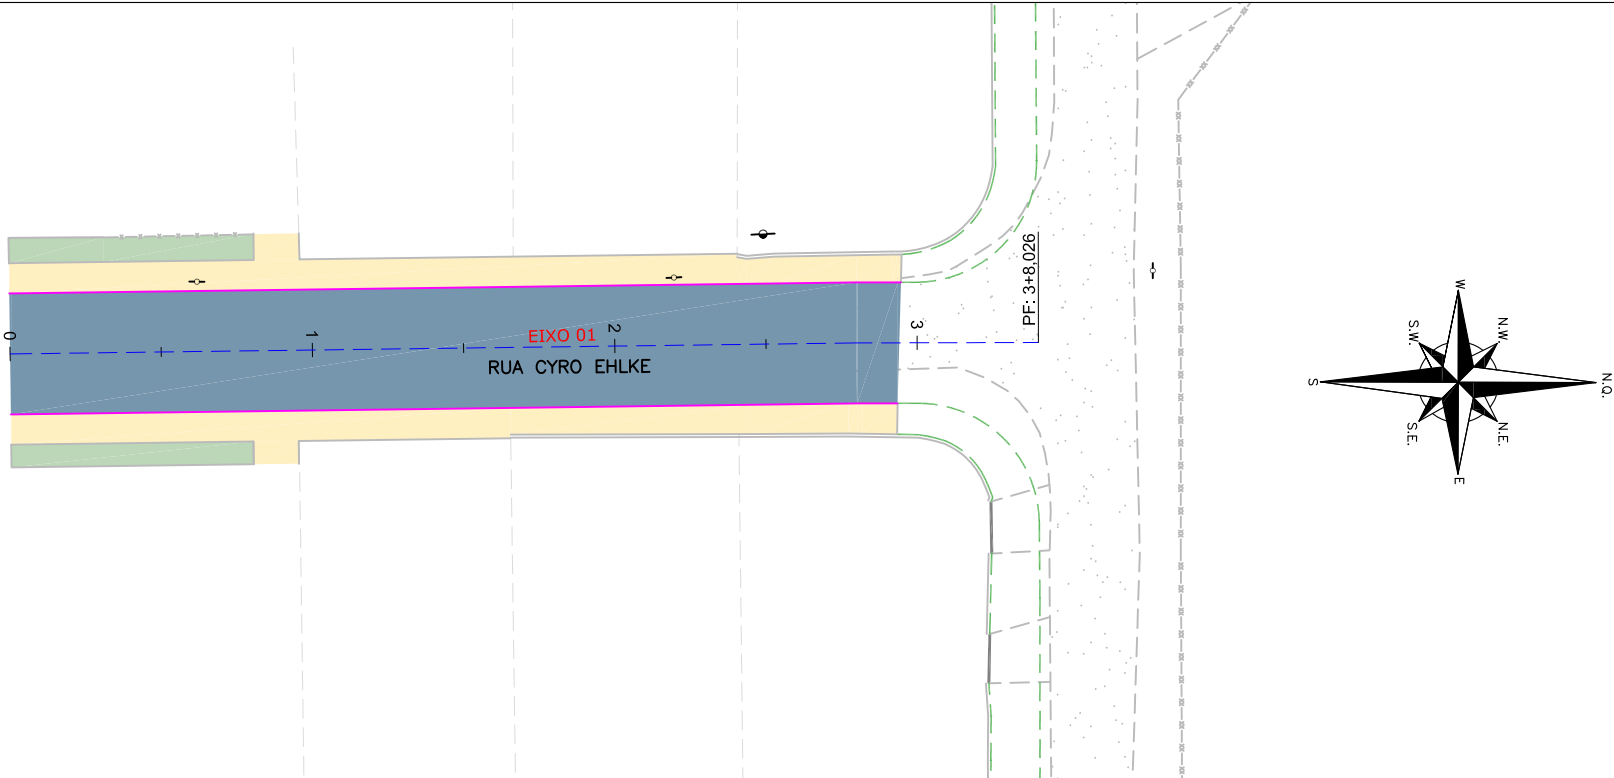 0
1
EIXO 01
2
RUA CYRO EHLKE
3
PF: 3+8,026
W
S.W.
N.W.
S
N.Q.
S.E.
N.E.
E